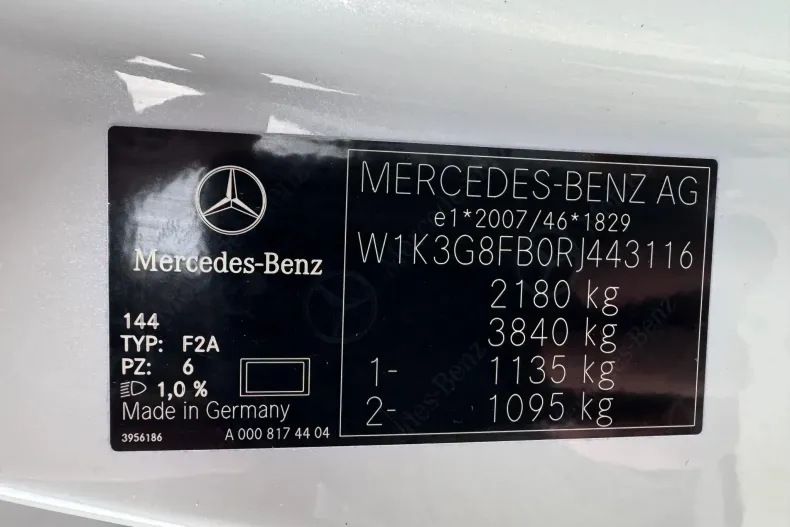 Mercedes-Benz
144
TYP: F2A
PZ: 6
1,0 %
Made in Germany
3956186 A 000 817 44 04
MERCEDES-BENZ AG
e1*2007/46*1829
W1K3G8FB0RJ443116
2180 kg
3840 kg
1- 1135 kg
2- 1095 kg